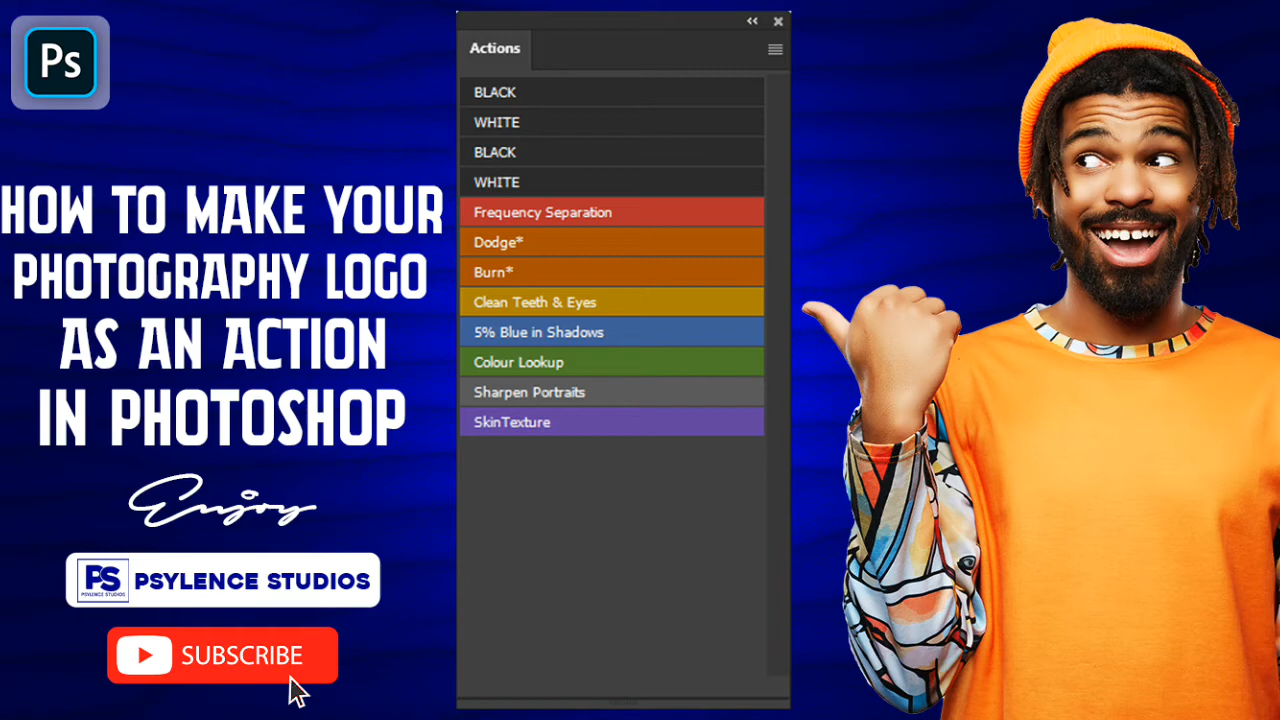 Ps
HOW TO MAKE YOUR
PHOTOGRAPHY LOGO
AS AN ACTION
IN PHOTOSHOP
Enjoy
PS
PSYLENCE STUDIOS
PSYLENCE STUDIOS
SUBSCRIBE
Actions
BLACK
WHITE
BLACK
WHITE
Frequency Separation
Dodge*
Burn*
Clean Teeth & Eyes
5% Blue in Shadows
Colour Lookup
Sharpen Portraits
SkinTexture